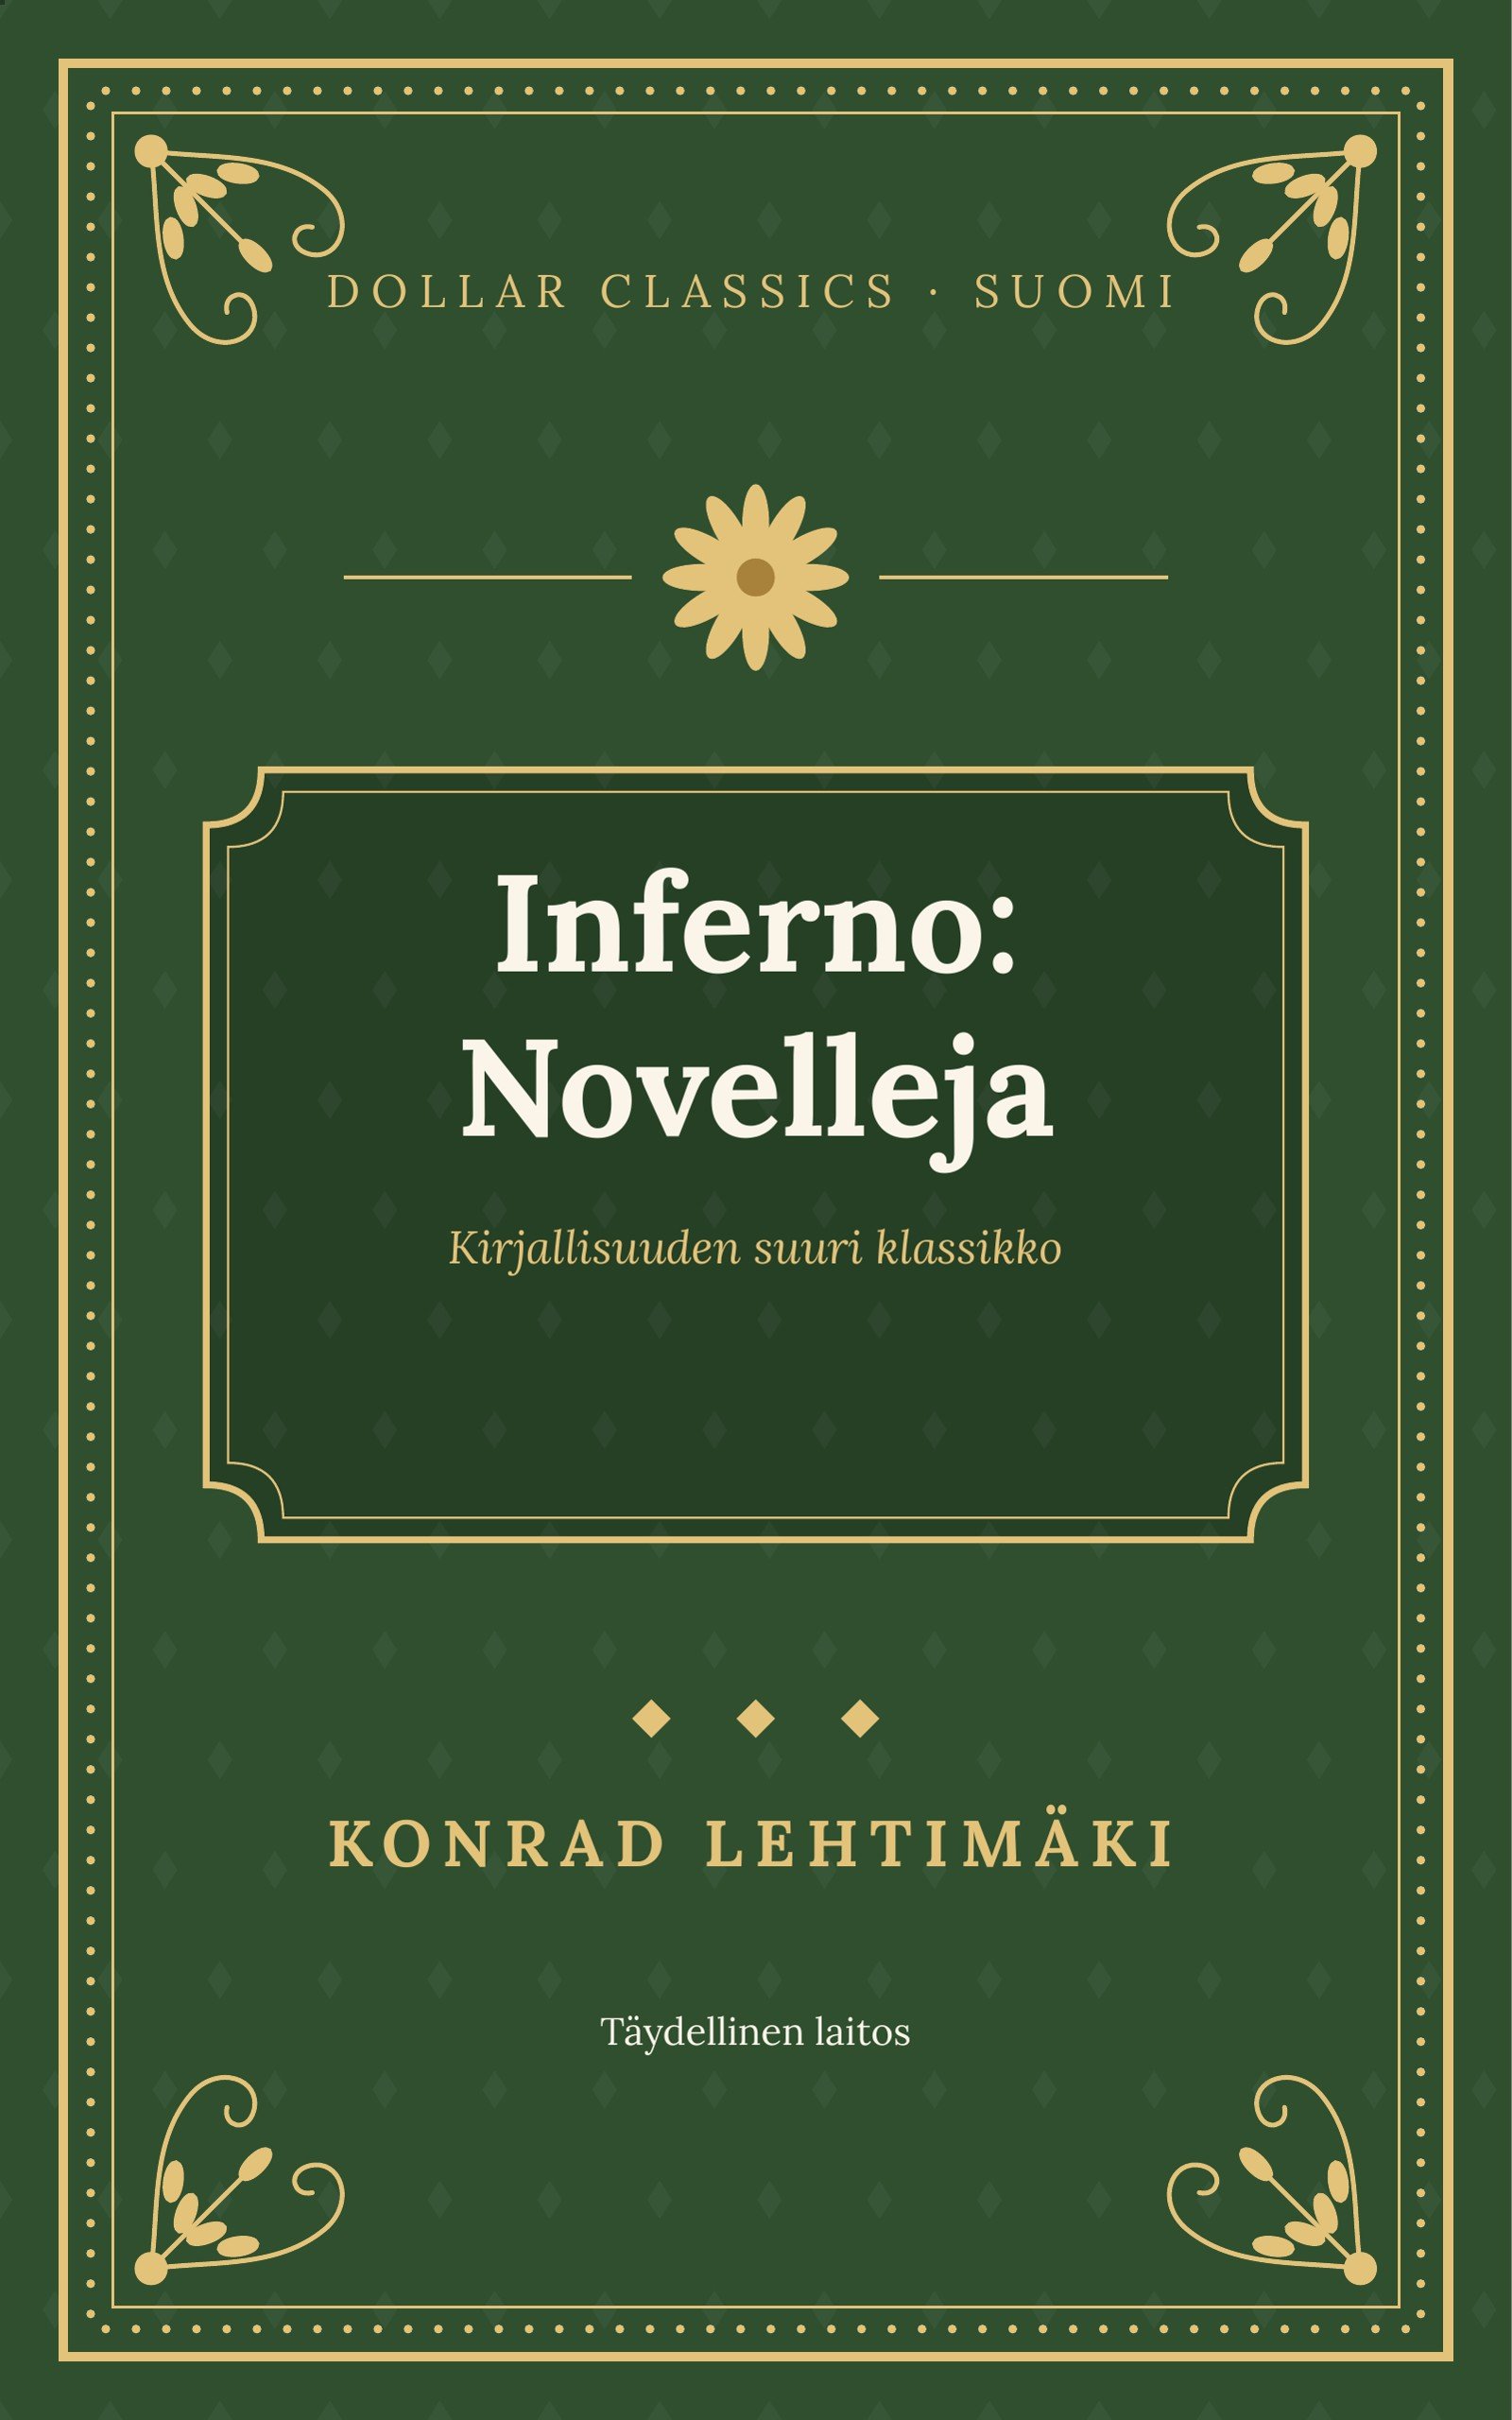 DOLLAR CLASSICS · SUOMI
Inferno:
Novelleja
Kirjallisuuden suuri klassikko
KONRAD LEHTIMÄKI
Täydellinen laitos